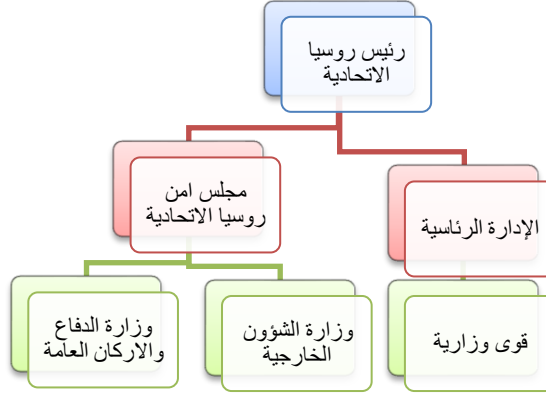 رئيس روسيا
الاتحادية
مجلس امن
روسيا الاتحادية
الإدارة الرئاسية
وزارة الدفاع
والاركان العامة
وزارة الشؤون
الخارجية
قوى وزارية